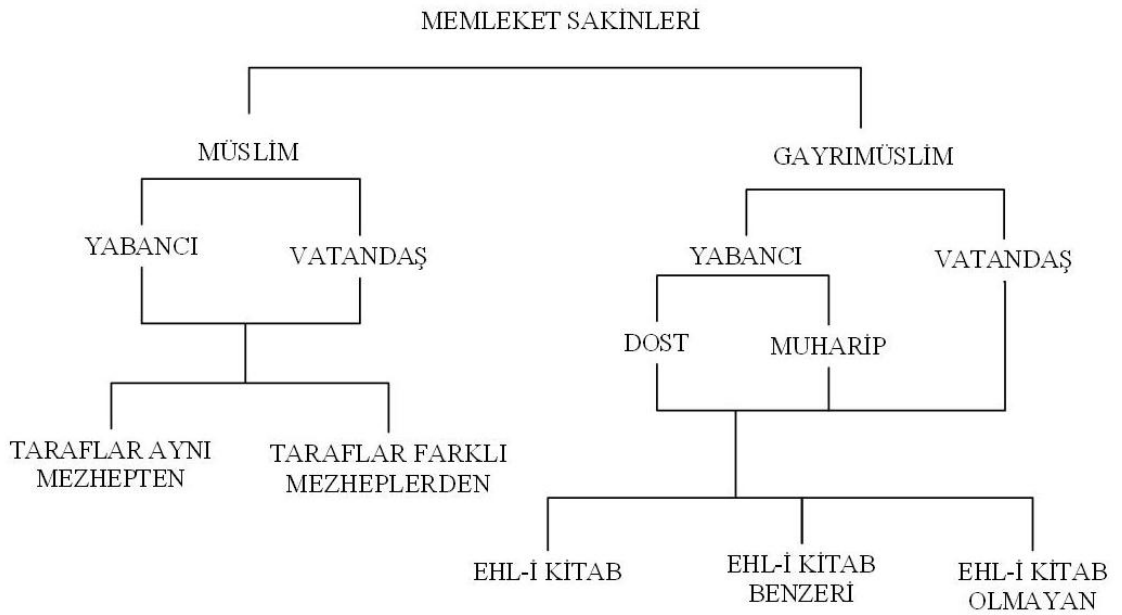 MEMLEKET SAKİNLERİ
MÜSLİM
GAYRIMÜSLİM
YABANCI
VATANDAŞ
YABANCI
VATANDAŞ
DOST
MUHARİP
TARAFLAR AYNI
MEZHEPTEN
TARAFLAR FARKLI
MEZHEPLERDEN
EHL-İ KİTAB
EHL-İ KİTAB
BENZERİ
EHL-İ KİTAB
OLMAYAN